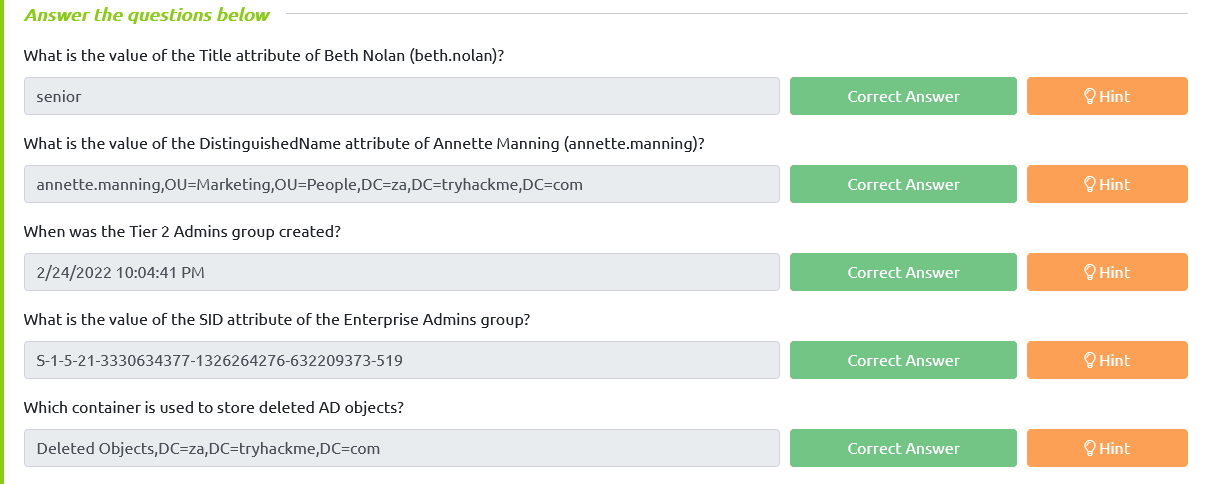 Answer the questions below
What is the value of the Title attribute of Beth Nolan (beth.nolan)?
senior
Correct Answer
Hint
What is the value of the DistinguishedName attribute of Annette Manning (annette.manning)?
annette.manning,OU=Marketing,OU=People,DC=za,DC=tryhackme,DC=com
Correct Answer
Hint
When was the Tier 2 Admins group created?
2/24/2022 10:04:41 PM
Correct Answer
Hint
What is the value of the SID attribute of the Enterprise Admins group?
S-1-5-21-3330634377-1326264276-632209373-519
Correct Answer
Hint
Which container is used to store deleted AD objects?
Deleted Objects,DC=za,DC=tryhackme,DC=com
Correct Answer
Hint